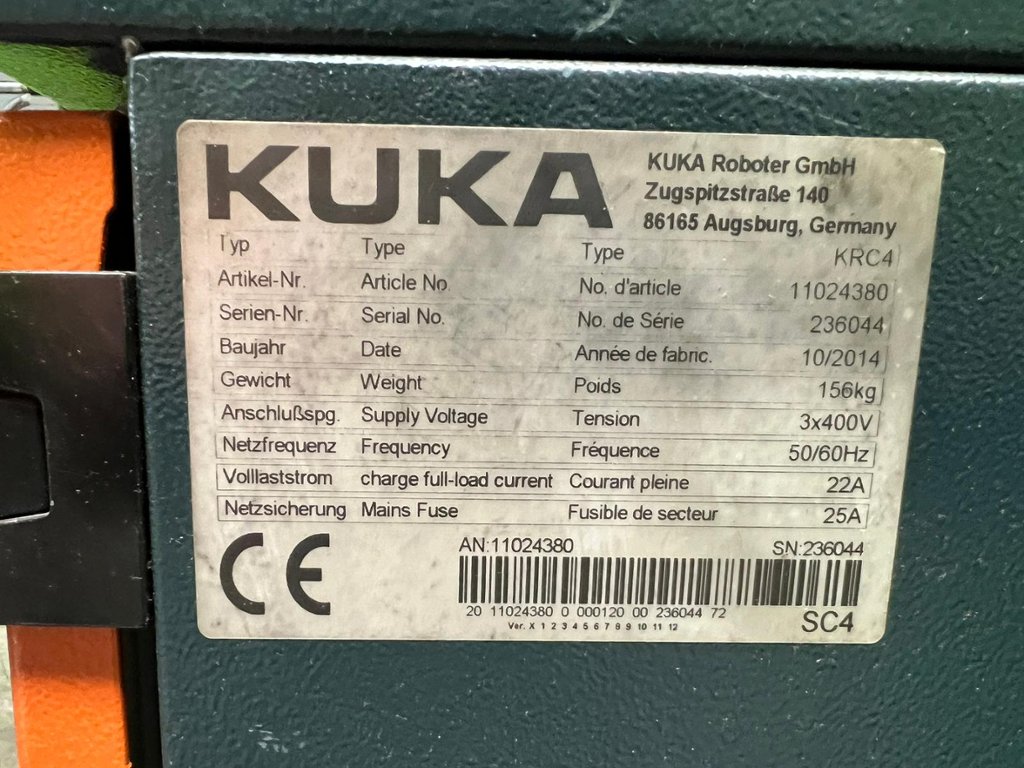 KUKA
KUKA Roboter GmbH
Zugspitzstraße 140
86165 Augsburg, Germany
Typ Type Type KRC4
Artikel-Nr. Article No. No. d'article 11024380
Serien-Nr. Serial No. No. de Série 236044
Baujahr Date Année de fabric. 10/2014
Gewicht Weight Poids 156kg
Anschlußspg. Supply Voltage Tension 3x400V
Netzfrequenz Frequency Fréquence 50/60Hz
Volllaststrom charge full-load current Courant pleine 22A
Netzsicherung Mains Fuse Fusible de secteur 25A
CE
AN:11024380 SN:236044
20 11024380 0 000120 00 236044 72
Ver. X 1 2 3 4 5 6 7 8 9 10 11 12
SC4